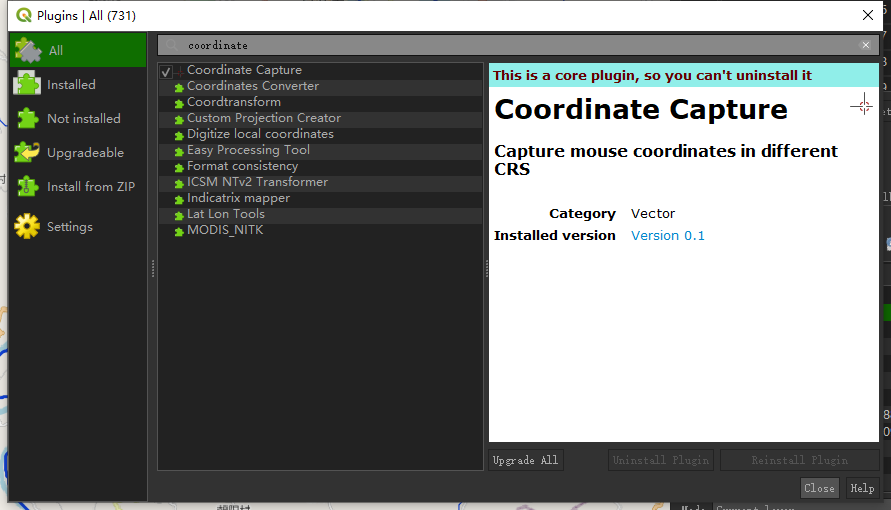 Plugins | All (731)
All
Installed
Not installed
Upgradeable
Install from ZIP
Settings
coordinate
Coordinate Capture
Coordinates Converter
Coordtransform
Custom Projection Creator
Digitize local coordinates
Easy Processing Tool
Format consistency
ICSM NTv2 Transformer
Indicatrix mapper
Lat Lon Tools
MODIS_NITK
This is a core plugin, so you can't uninstall it
Coordinate Capture
Capture mouse coordinates in different
CRS
Category Vector
Installed version Version 0.1
Upgrade All Uninstall Plugin Reinstall Plugin
Close Help